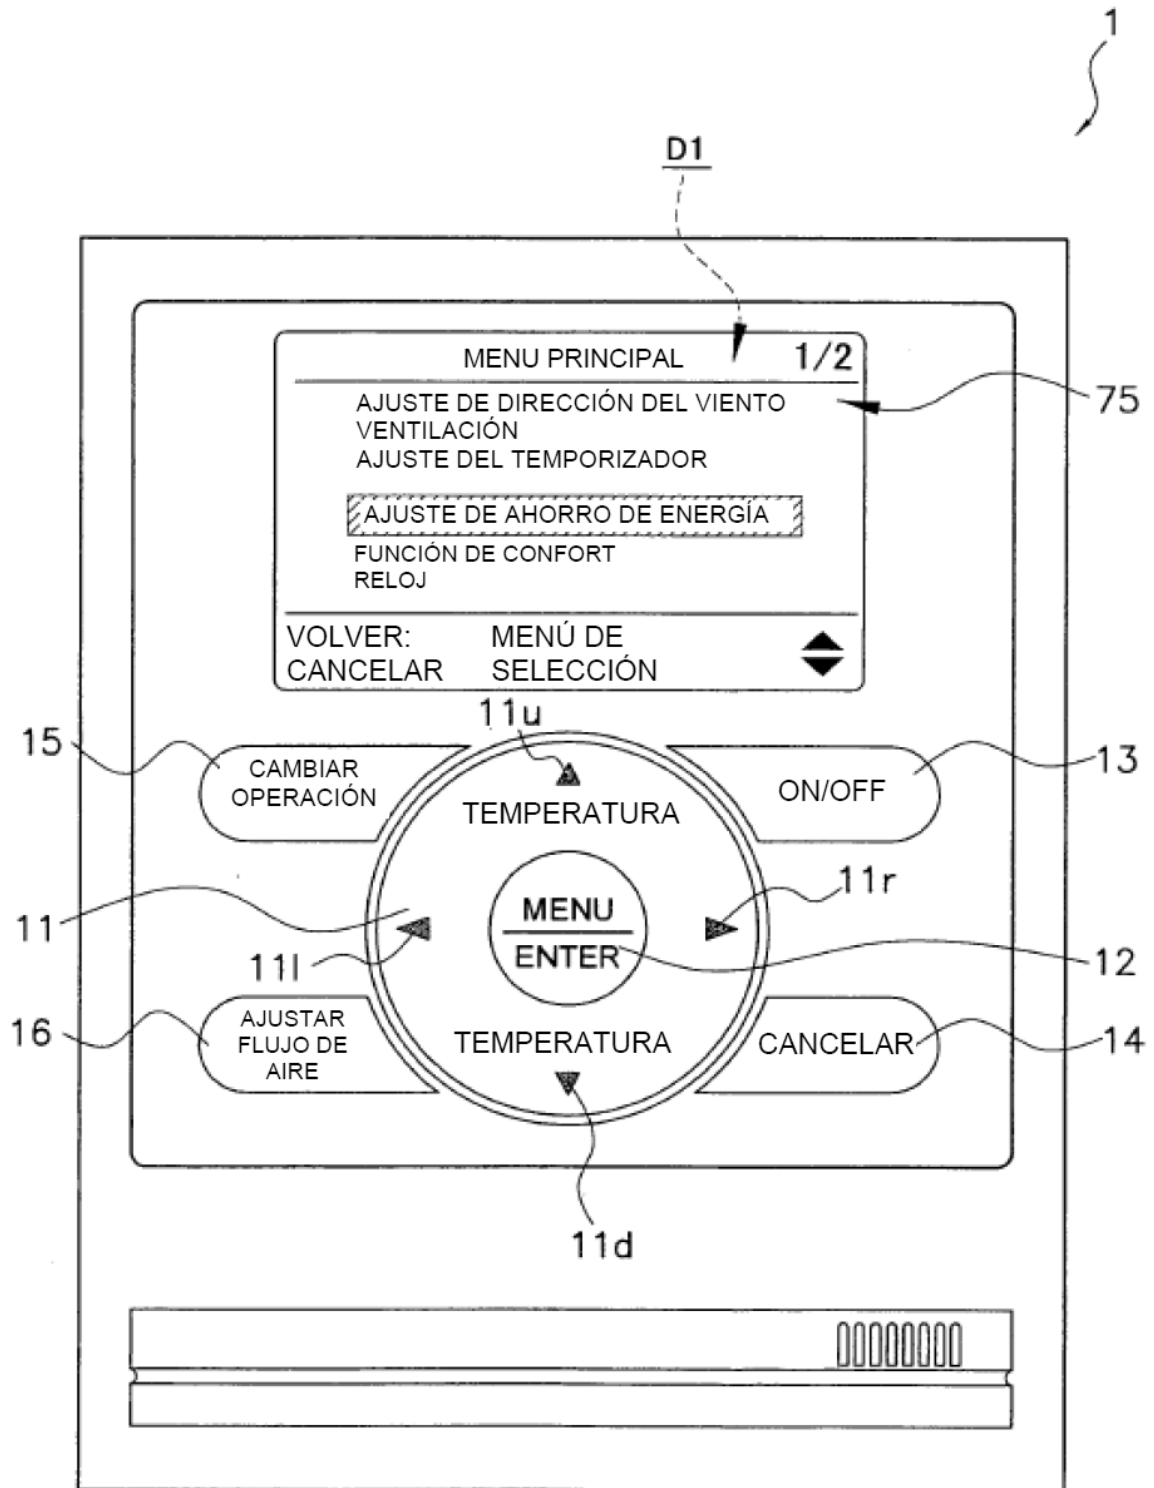 1
D1
MENU PRINCIPAL 1/2
75
AJUSTE DE DIRECCIÓN DEL VIENTO
VENTILACIÓN
AJUSTE DEL TEMPORIZADOR
AJUSTE DE AHORRO DE ENERGÍA
FUNCIÓN DE CONFORT
RELOJ
VOLVER: MENÚ DE
CANCELAR SELECCIÓN
11u
15
CAMBIAR
OPERACIÓN
TEMPERATURA
ON/OFF
13
11r
11
MENU
ENTER
11l
12
16
AJUSTAR
FLUJO DE
AIRE
TEMPERATURA
CANCELAR
14
11d